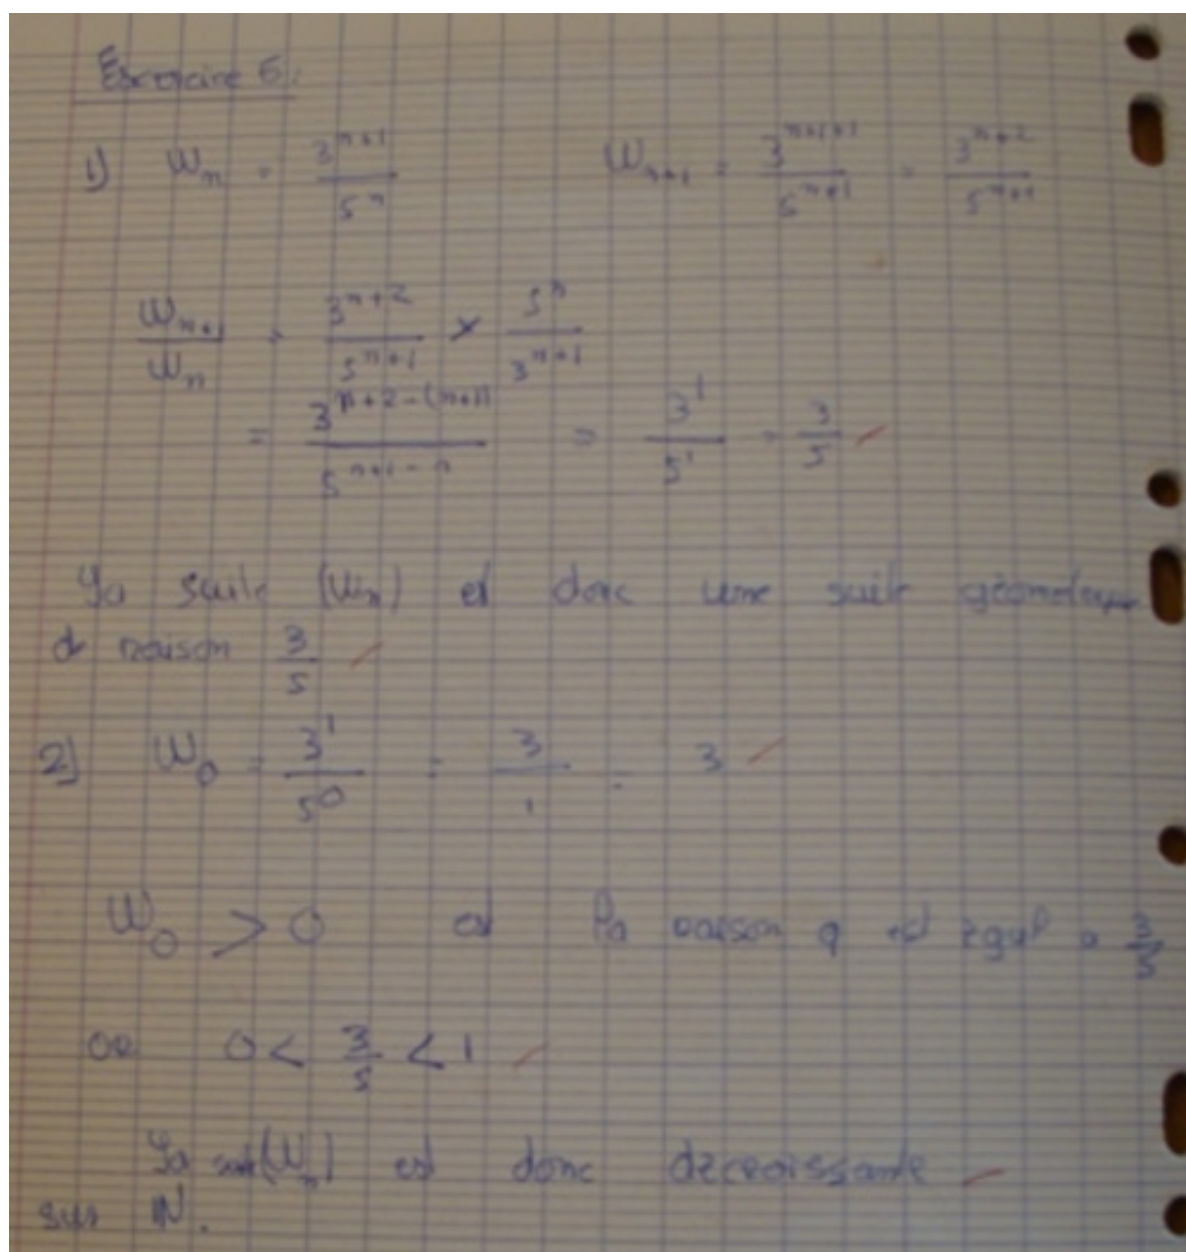 Exercice 6:
1) Wn = 3^(n+1) / 5^n    Wn+1 = 3^(n+1+1) / 5^(n+1) = 3^(n+2) / 5^(n+1)
Wn+1 / Wn = 3^(n+2) / 5^(n+1) × 5^n / 3^(n+1)
= 3^(n+2-(n+1)) / 5^(n+1-n) = 3^1 / 5^1 = 3/5
La suite (Wn) est donc une suite géométrique
de raison 3/5
2) W0 = 3^1 / 5^0 = 3/1 = 3
W0 > 0 et la raison q est égal a 3/5
or 0 < 3/5 < 1
La suite (Wn) est donc décroissante
sur ℕ.